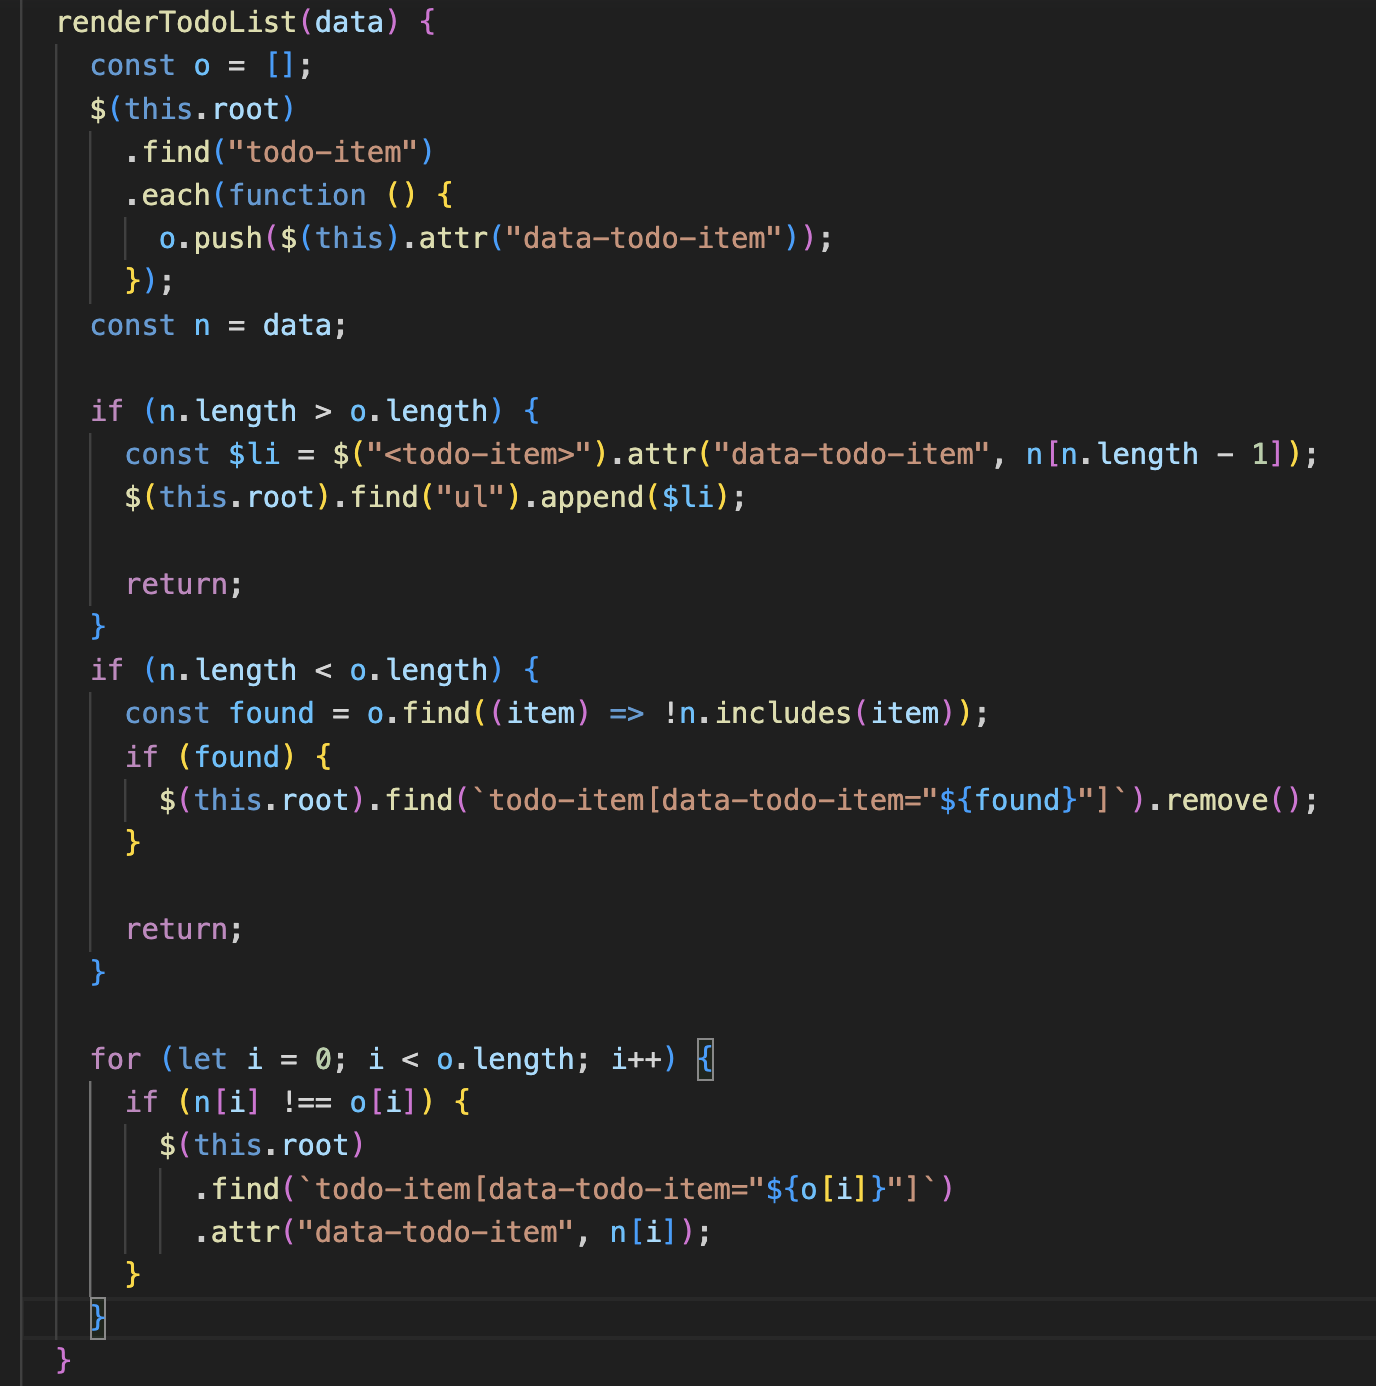 renderTodoList(data) {
const o = [];
$(this.root)
.find("todo-item")
.each(function () {
o.push($(this).attr("data-todo-item"));
});
const n = data;
if (n.length > o.length) {
const $li = $("<todo-item>").attr("data-todo-item", n[n.length - 1]);
$(this.root).find("ul").append($li);
return;
}
if (n.length < o.length) {
const found = o.find((item) => !n.includes(item));
if (found) {
$(this.root).find(`todo-item[data-todo-item="${found}"]`).remove();
}
return;
}
for (let i = 0; i < o.length; i++) {
if (n[i] !== o[i]) {
$(this.root)
.find(`todo-item[data-todo-item="${o[i]}"]`)
.attr("data-todo-item", n[i]);
}
}
}